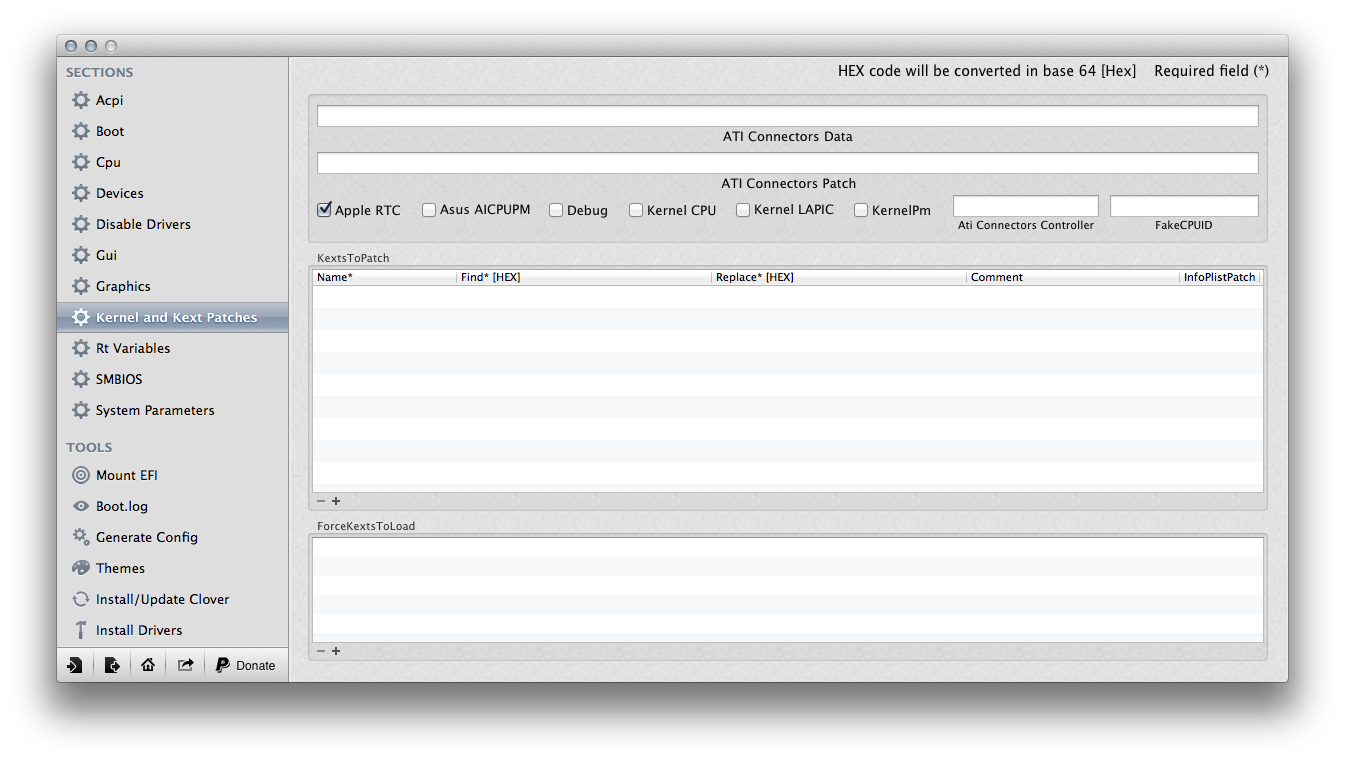 SECTIONS
Acpi
Boot
Cpu
Devices
Disable Drivers
Gui
Graphics
Kernel and Kext Patches
Rt Variables
SMBIOS
System Parameters
TOOLS
Mount EFI
Boot.log
Generate Config
Themes
Install/Update Clover
Install Drivers
Donate
HEX code will be converted in base 64 [Hex] Required field (*)
ATI Connectors Data
ATI Connectors Patch
Apple RTC Asus AICPUPM Debug Kernel CPU Kernel LAPIC KernelPm
Ati Connectors Controller FakeCPUID
KextsToPatch
Name* Find* [HEX] Replace* [HEX] Comment InfoPlistPatch
− +
ForceKextsToLoad
− +